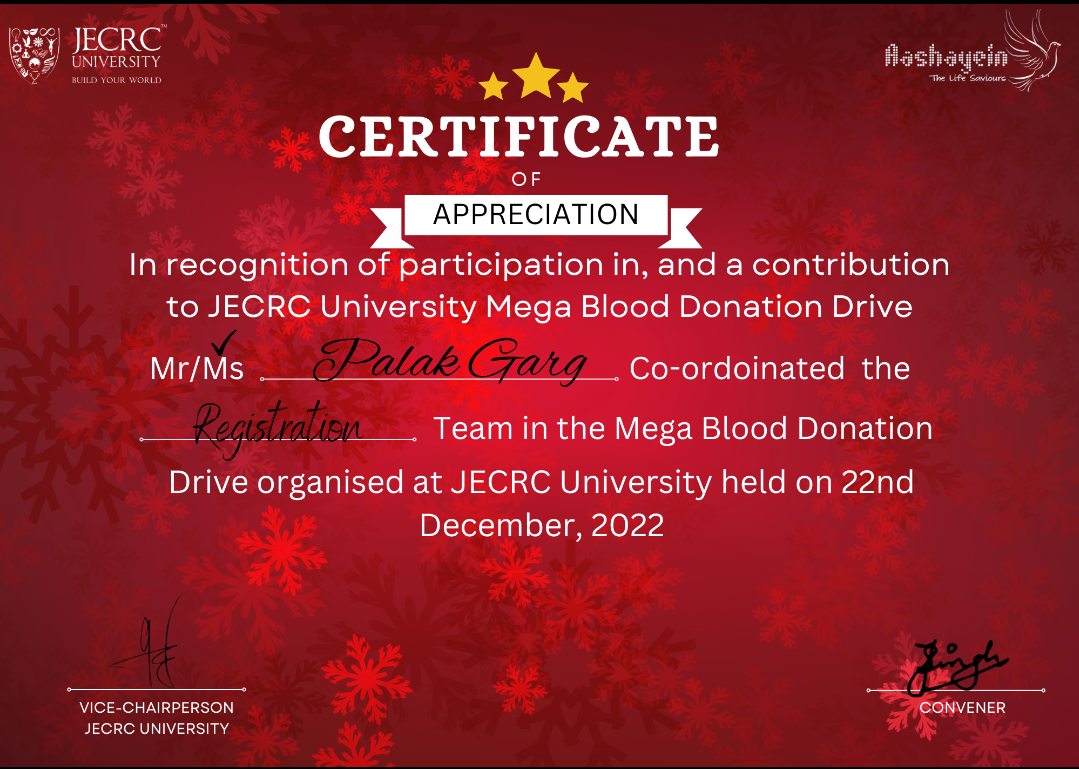 JECRC™
UNIVERSITY
BUILD YOUR WORLD
Aashayein
The Life Saviours
CERTIFICATE
OF
APPRECIATION
In recognition of participation in, and a contribution
to JECRC University Mega Blood Donation Drive
Mr/Ms Palak Garg Co-ordoinated the
Registration Team in the Mega Blood Donation
Drive organised at JECRC University held on 22nd
December, 2022
VICE-CHAIRPERSON
JECRC UNIVERSITY
Singh
CONVENER